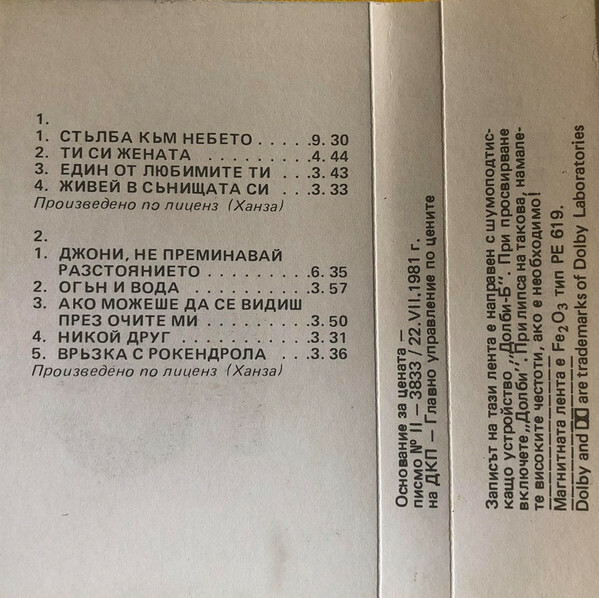 1.
1. СТЪЛБА КЪМ НЕБЕТО . . . . .9. 30
2. ТИ СИ ЖЕНАТА . . . . . . . . . .4. 44
3. ЕДИН ОТ ЛЮБИМИТЕ ТИ . . .3. 43
4. ЖИВЕЙ В СЪНИЩАТА СИ . . .3. 33
Произведено по лиценз (Ханза)
2.
1. ДЖОНИ, НЕ ПРЕМИНАВАЙ
РАЗСТОЯНИЕТО . . . . . . . . .6. 35
2. ОГЪН И ВОДА . . . . . . . . . . .3. 57
3. АКО МОЖЕШЕ ДА СЕ ВИДИШ
ПРЕЗ ОЧИТЕ МИ . . . . . . . . .3. 50
4. НИКОЙ ДРУГ . . . . . . . . . . . .3. 31
5. ВРЪЗКА С РОКЕНДРОЛА . . .3. 36
Произведено по лиценз (Ханза)
Основание за цената —
писмо № II — 3833 / 22.VII.1981 г.
на ДКП — Главно управление по цените
Записът на тази лента е направен с шумоподтис-
кащо устройство „Долби-Б“. При просвирване
включете „Долби“. При липса на такова, намале-
те високите честоти, ако е необходимо!
Магнитната лента е Fe2O3 тип РЕ 619.
Dolby and are trademarks of Dolby Laboratories